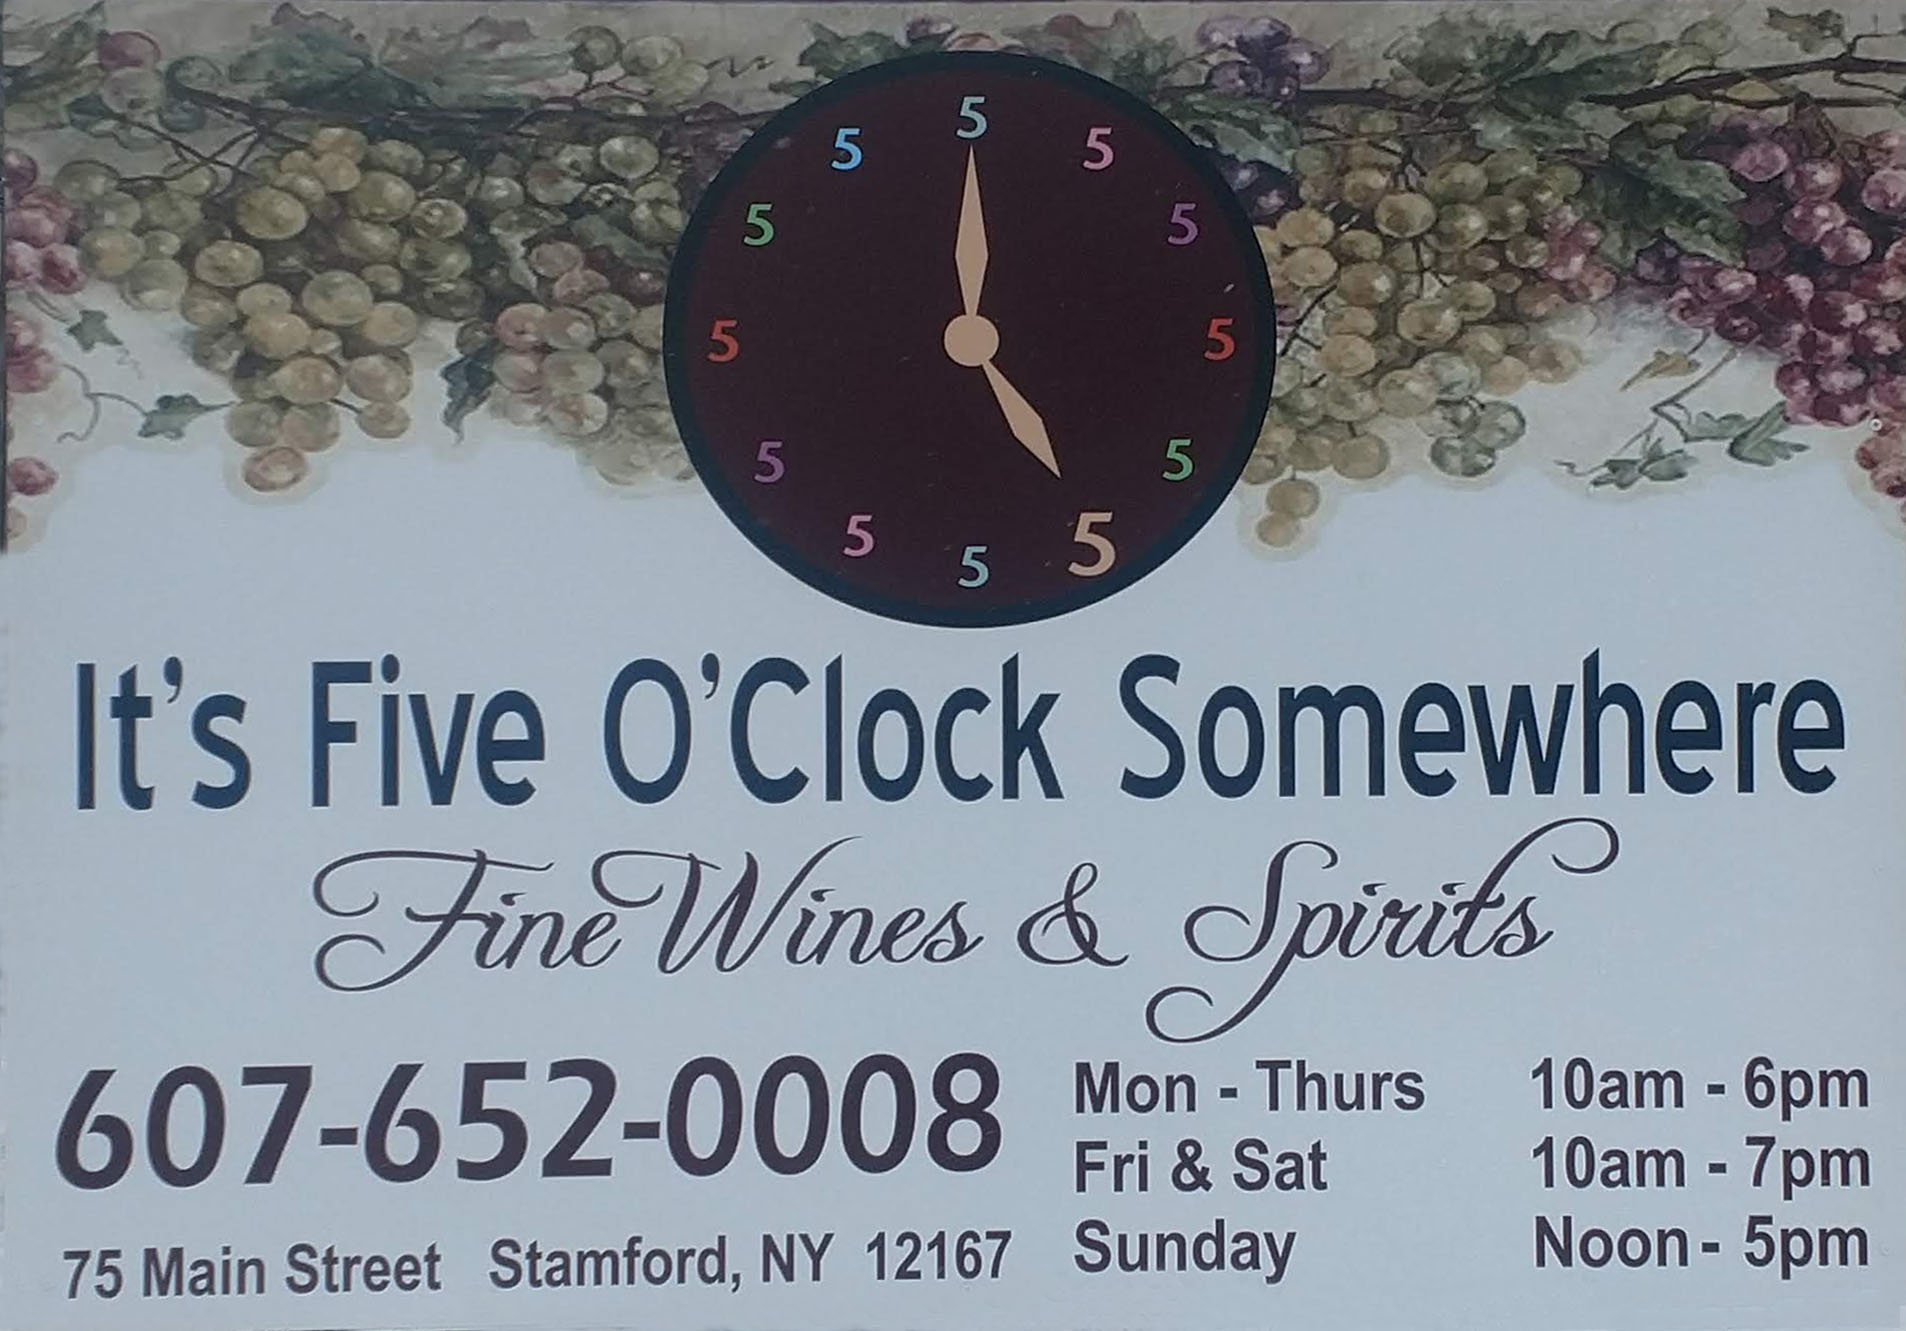 5
5 5
5 5
5 5
5 5
5 5
5
It's Five O'Clock Somewhere
Fine Wines & Spirits
607-652-0008
75 Main Street Stamford, NY 12167
Mon - Thurs 10am - 6pm
Fri & Sat 10am - 7pm
Sunday Noon - 5pm